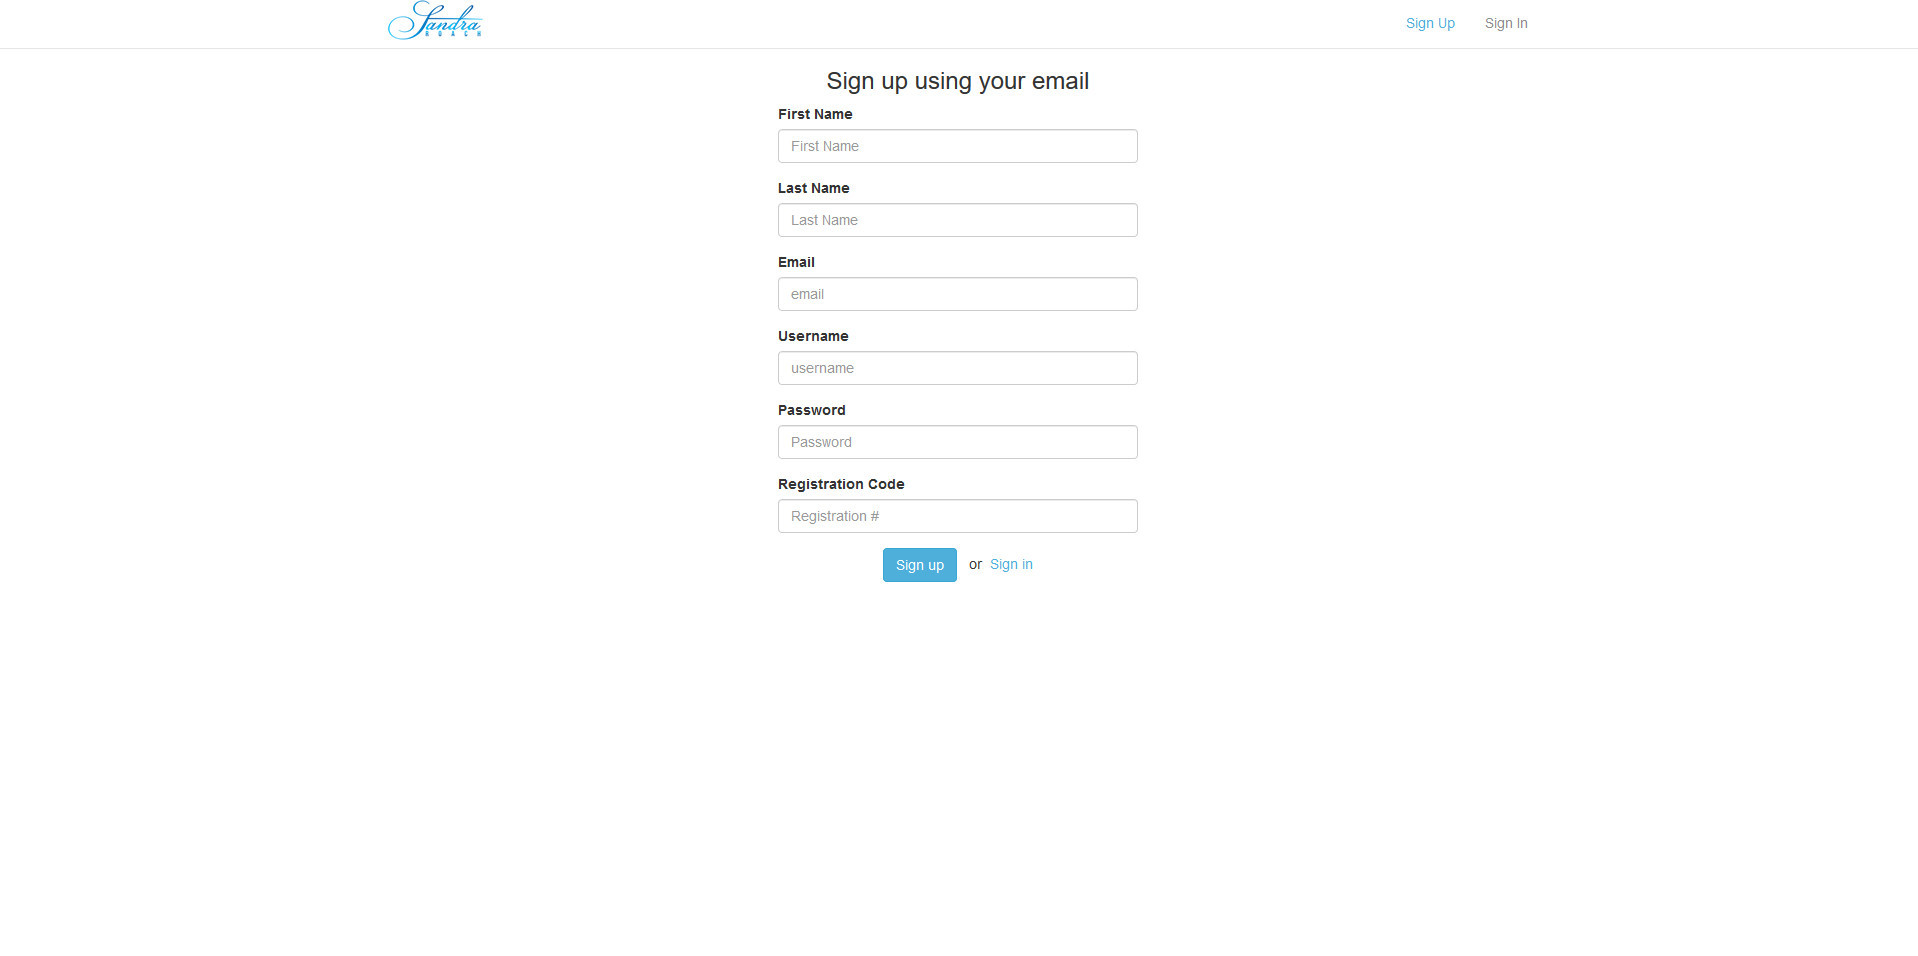 Sandra
ROACH
Sign Up
Sign In
Sign up using your email
First Name
First Name
Last Name
Last Name
Email
email
Username
username
Password
Password
Registration Code
Registration #
Sign up or Sign in